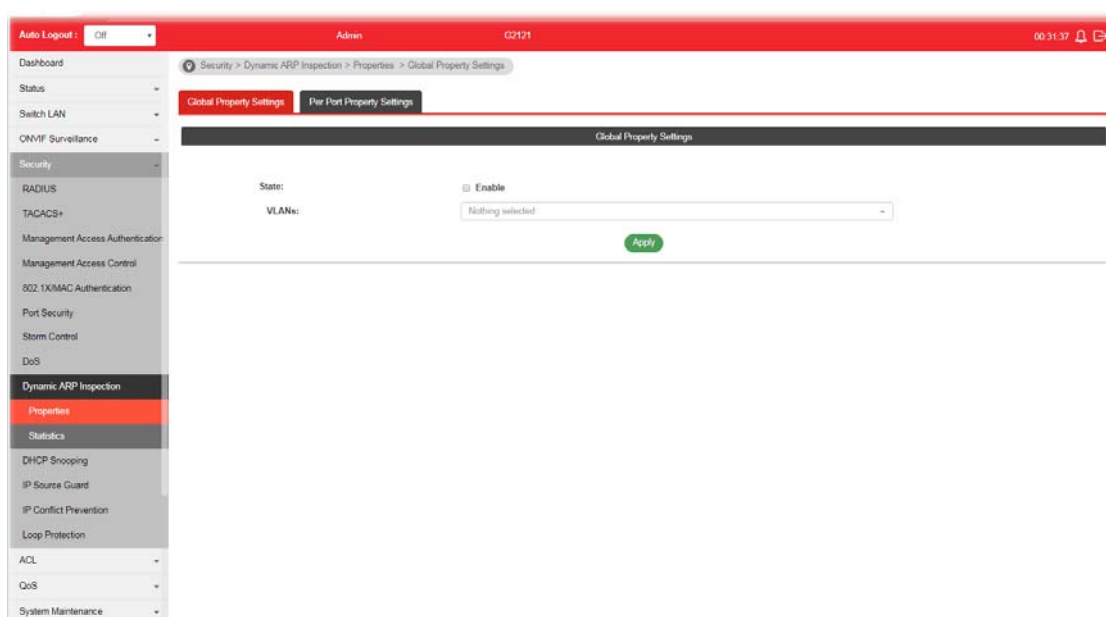 Auto Logout : Off Admin G2121 00:31:37
Dashboard
Security > Dynamic ARP Inspection > Properties > Global Property Settings
Status
Global Property Settings Per Port Property Settings
Switch LAN
ONVIF Surveillance
Global Property Settings
Security
RADIUS
State: Enable
TACACS+
VLANs: Nothing selected
Management Access Authentication
Apply
Management Access Control
802.1X/MAC Authentication
Port Security
Storm Control
DoS
Dynamic ARP Inspection
Properties
Statistics
DHCP Snooping
IP Source Guard
IP Conflict Prevention
Loop Protection
ACL
QoS
System Maintenance